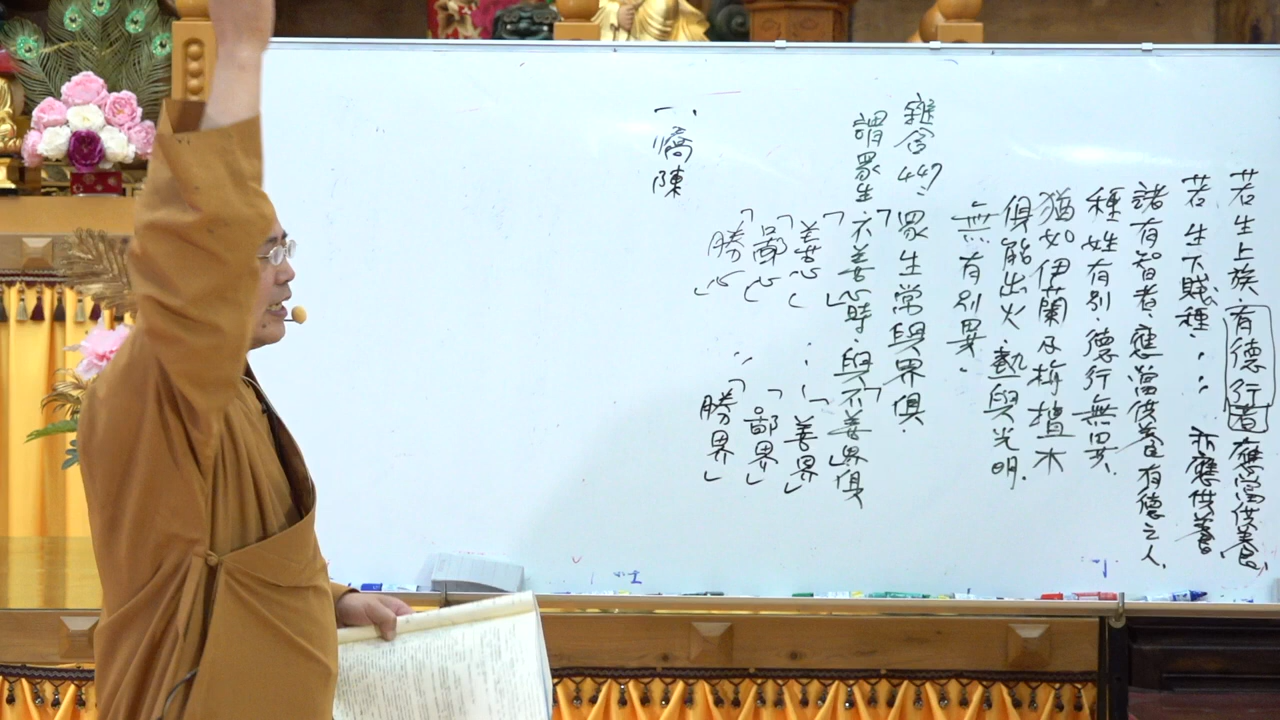 若生上族、有德行者應當供養、
若生下賤種、：：亦應供養
諸有智者、應當供養有德之人、
種姓有別、德行無異、
猶如伊蘭及栴檀木
俱能出火、熱與光明、
無有別異。
雜含447、「眾生常與界俱、
謂眾生「不善心」時、與「不善界」俱
「善心」：「善界」
「鄙心」「鄙界」
「勝心」：「勝界」
一、憍陳